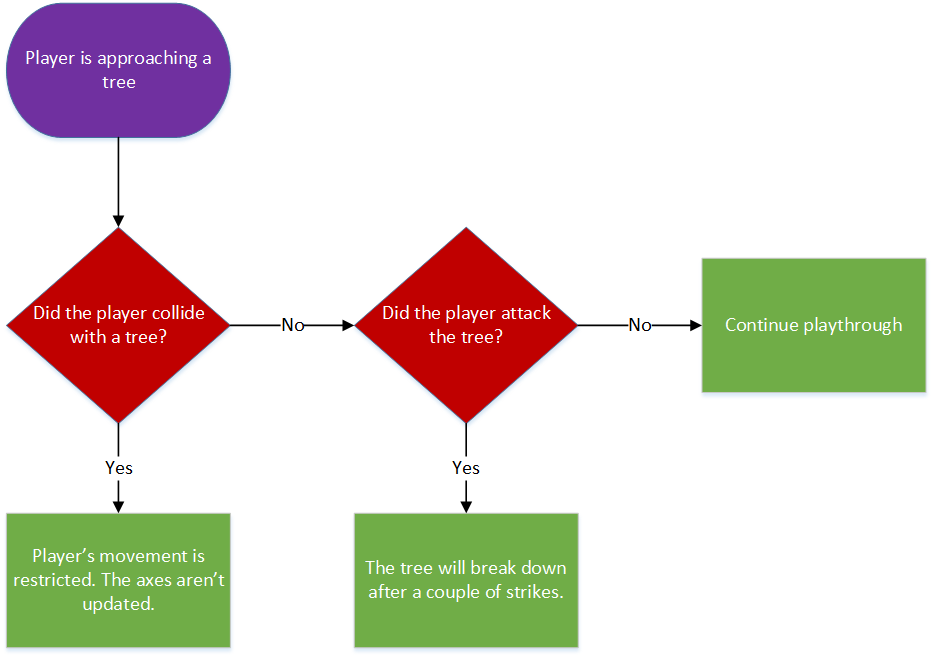 Player is approaching a
tree
Did the player collide
with a tree?
No
Did the player attack
the tree?
No
Continue playthrough
Yes
Yes
Player’s movement is
restricted. The axes aren’t
updated.
The tree will break down
after a couple of strikes.